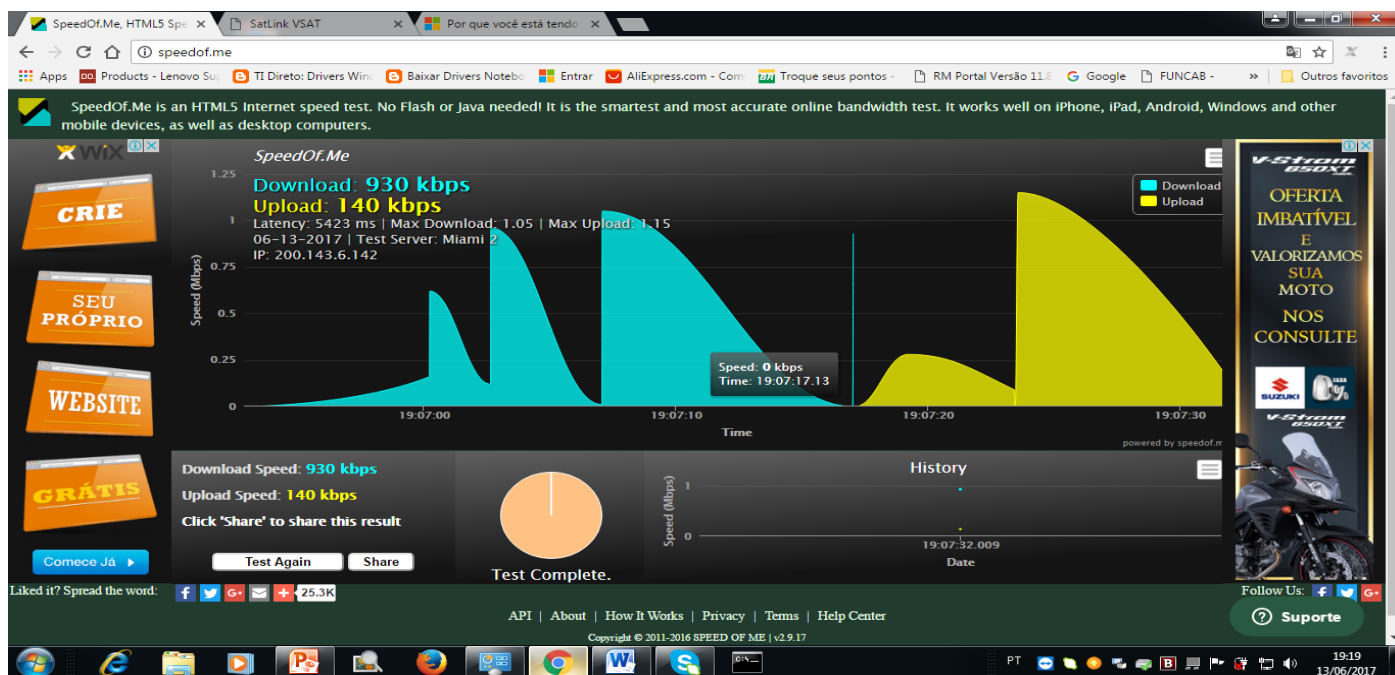 SpeedOf.Me, HTML5 Spe
SatLink VSAT
Por que você está tendo
speedof.me
Apps
Products - Lenovo Su
TI Direto: Drivers Win
Baixar Drivers Notebo
Entrar
AliExpress.com - Com
Troque seus pontos -
RM Portal Versão 11.8
Google
FUNCAB -
»
Outros favoritos
SpeedOf.Me is an HTML5 Internet speed test. No Flash or Java needed! It is the smartest and most accurate online bandwidth test. It works well on iPhone, iPad, Android, Windows and other
mobile devices, as well as desktop computers.
WiX
CRIE
SEU
PRÓPRIO
WEBSITE
GRÁTIS
Comece Já
SpeedOf.Me
Download: 930 kbps
Upload: 140 kbps
Latency: 5423 ms | Max Download: 1.05 | Max Upload: 1.15
06-13-2017 | Test Server: Miami 2
IP: 200.143.6.142
Download
Upload
Speed (Mbps)
1.25
1
0.75
0.5
0.25
0
Speed: 0 kbps
Time: 19:07:17.13
19:07:00
19:07:10
19:07:20
19:07:30
Time
powered by speedof.m
V-Strom
650XT
OFERTA
IMBATÍVEL
E
VALORIZAMOS
SUA
MOTO
NOS
CONSULTE
SUZUKI
V-Strom
650XT
Download Speed: 930 kbps
Upload Speed: 140 kbps
Click 'Share' to share this result
Test Again
Share
Test Complete.
History
Speed (Mbps)
1
0
19:07:32.009
Date
Liked it? Spread the word:
25.3K
Follow Us:
API | About | How It Works | Privacy | Terms | Help Center
Copyright © 2011-2016 SPEED OF ME | v2.9.17
Suporte
PT
19:19
13/06/2017